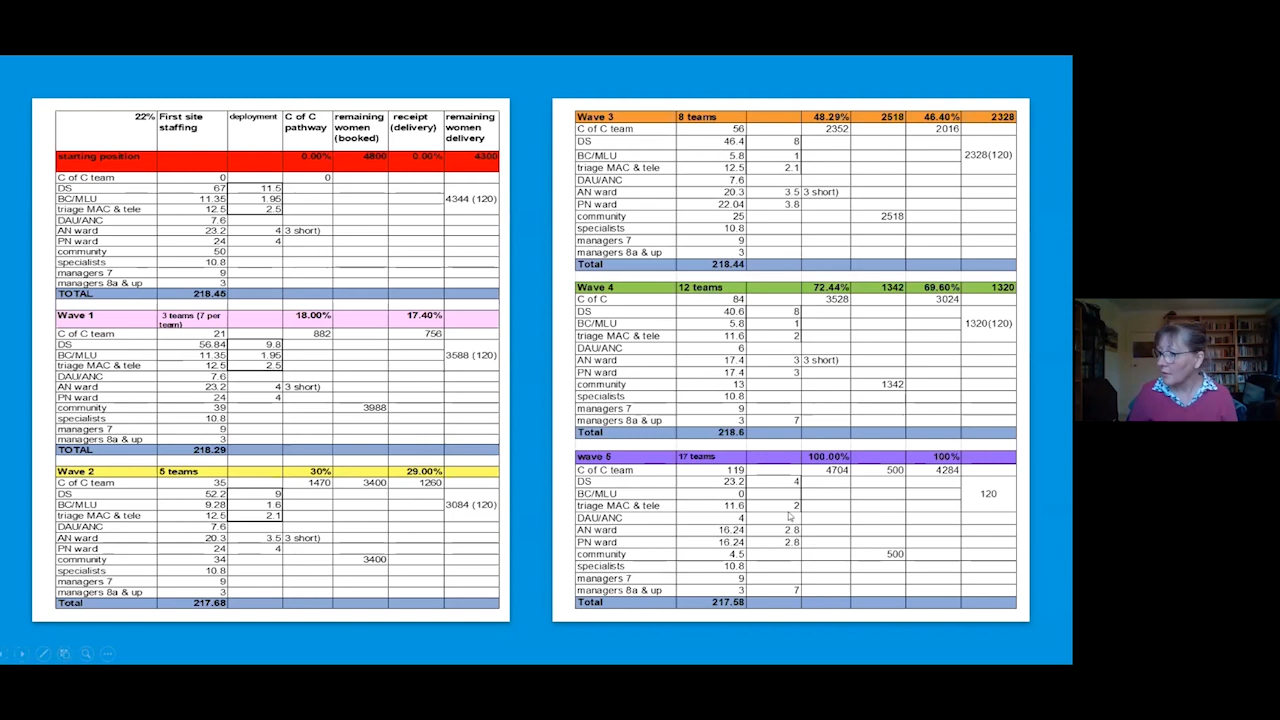 22% First site staffing deployment C of C pathway remaining women (booked) receipt (delivery) remaining women delivery
starting position 0.00% 4800 0.00% 4300
C of C team 0 0
DS 67 11.5
BC/MLU 11.35 1.95 4344 (120)
triage MAC & tele 12.5 2.5
DAU/ANC 7.6
AN ward 23.2 4 3 short)
PN ward 24 4
community 50
specialists 10.8
managers 7 9
managers 8a & up 3
TOTAL 218.45
Wave 1 3 teams (7 per team) 18.00% 17.40%
C of C team 21 882 756
DS 56.84 9.8
BC/MLU 11.35 1.95 3588 (120)
triage MAC & tele 12.5 2.5
DAU/ANC 7.6
AN ward 23.2 4 3 short)
PN ward 24 4
community 39 3988
specialists 10.8
managers 7 9
managers 8a & up 3
TOTAL 218.29
Wave 2 5 teams 30% 29.00%
C of C team 35 1470 3400 1260
DS 52.2 9
BC/MLU 9.28 1.6 3084 (120)
triage MAC & tele 12.5 2.1
DAU/ANC 7.6
AN ward 20.3 3.5 3 short)
PN ward 24 4
community 34 3400
specialists 10.8
managers 7 9
managers 8a & up 3
Total 217.68
Wave 3 8 teams 48.29% 2518 46.40% 2328
C of C team 56 2352 2016
DS 46.4 8
BC/MLU 5.8 1 2328(120)
triage MAC & tele 12.5 2.1
DAU/ANC 7.6
AN ward 20.3 3.5 3 short)
PN ward 22.04 3.8
community 25 2518
specialists 10.8
managers 7 9
managers 8a & up 3
Total 218.44
Wave 4 12 teams 72.44% 1342 69.60% 1320
C of C 84 3528 3024
DS 40.6 8
BC/MLU 5.8 1 1320(120)
triage MAC & tele 11.6 2
DAU/ANC 6
AN ward 17.4 3 3 short)
PN ward 17.4 3
community 13 1342
specialists 10.8
managers 7 9
managers 8a & up 3 7
Total 218.6
wave 5 17 teams 100.00% 100%
C of C team 119 4704 500 4284
DS 23.2 4
BC/MLU 0 120
triage MAC & tele 11.6 2
DAU/ANC 4
AN ward 16.24 2.8
PN ward 16.24 2.8
community 4.5 500
specialists 10.8
managers 7 9
managers 8a & up 3 7
Total 217.58